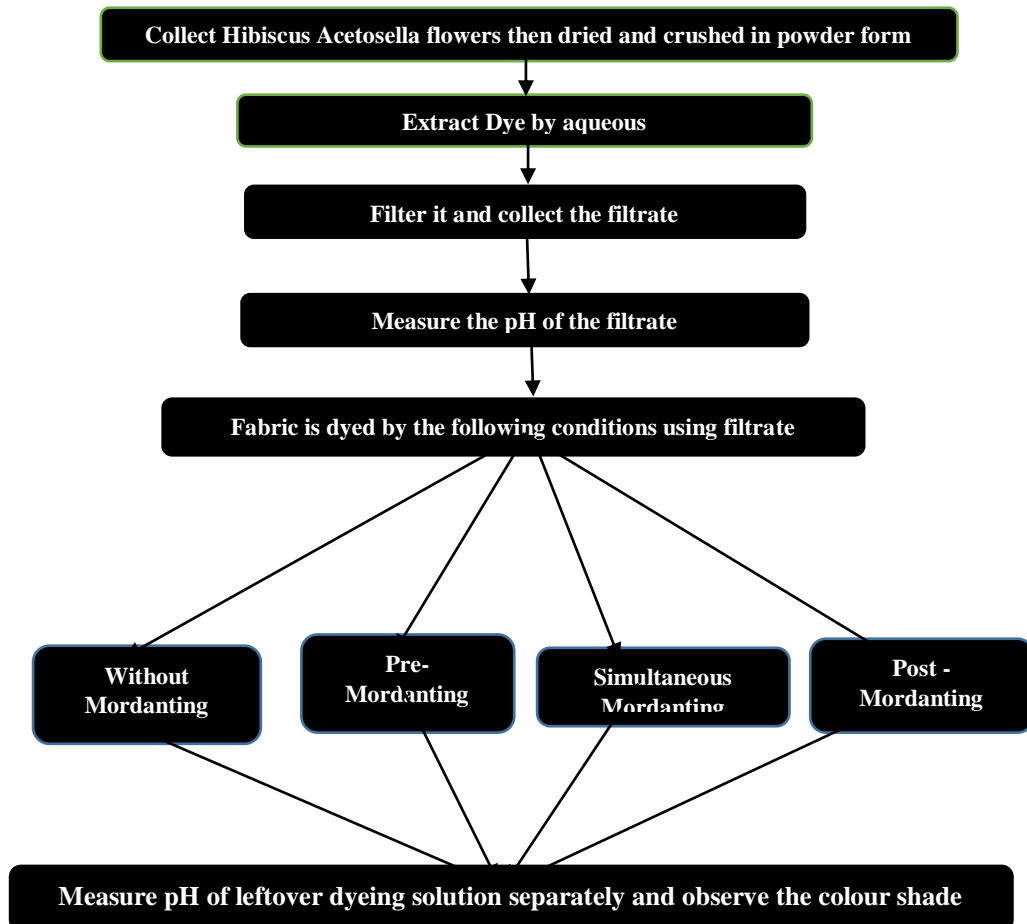 Collect Hibiscus Acetosella flowers then dried and crushed in powder form
Extract Dye by aqueous
Filter it and collect the filtrate
Measure the pH of the filtrate
Fabric is dyed by the following conditions using filtrate
Without
Mordanting
Pre-
Mordanting
Simultaneous
Mordanting
Post -
Mordanting
Measure pH of leftover dyeing solution separately and observe the colour shade